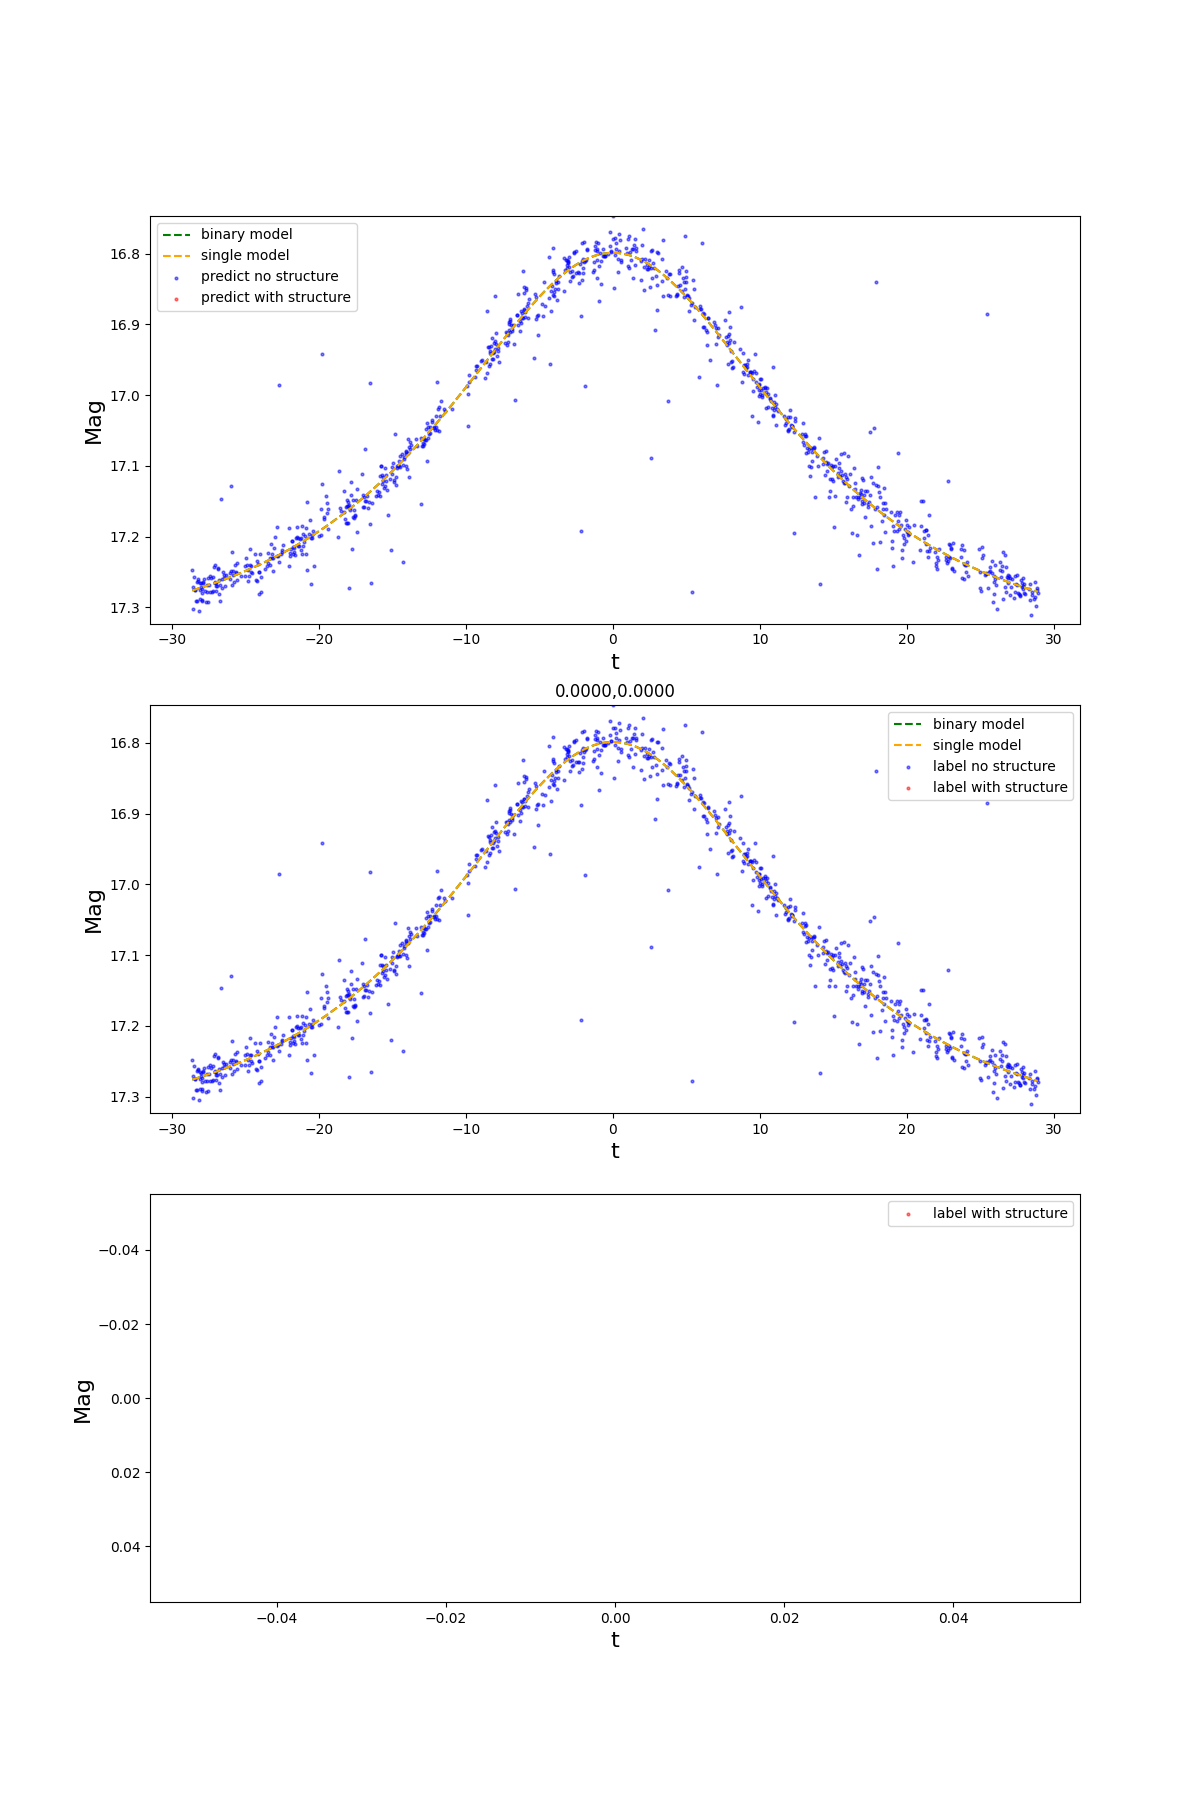 binary model
single model
predict no structure
predict with structure
16.8
16.9
17.0
17.1
17.2
17.3
Mag
−30 −20 −10 0 10 20 30
t
0.0000,0.0000
binary model
single model
label no structure
label with structure
16.8
16.9
17.0
17.1
17.2
17.3
Mag
−30 −20 −10 0 10 20 30
t
label with structure
−0.04
−0.02
0.00
0.02
0.04
Mag
−0.04 −0.02 0.00 0.02 0.04
t